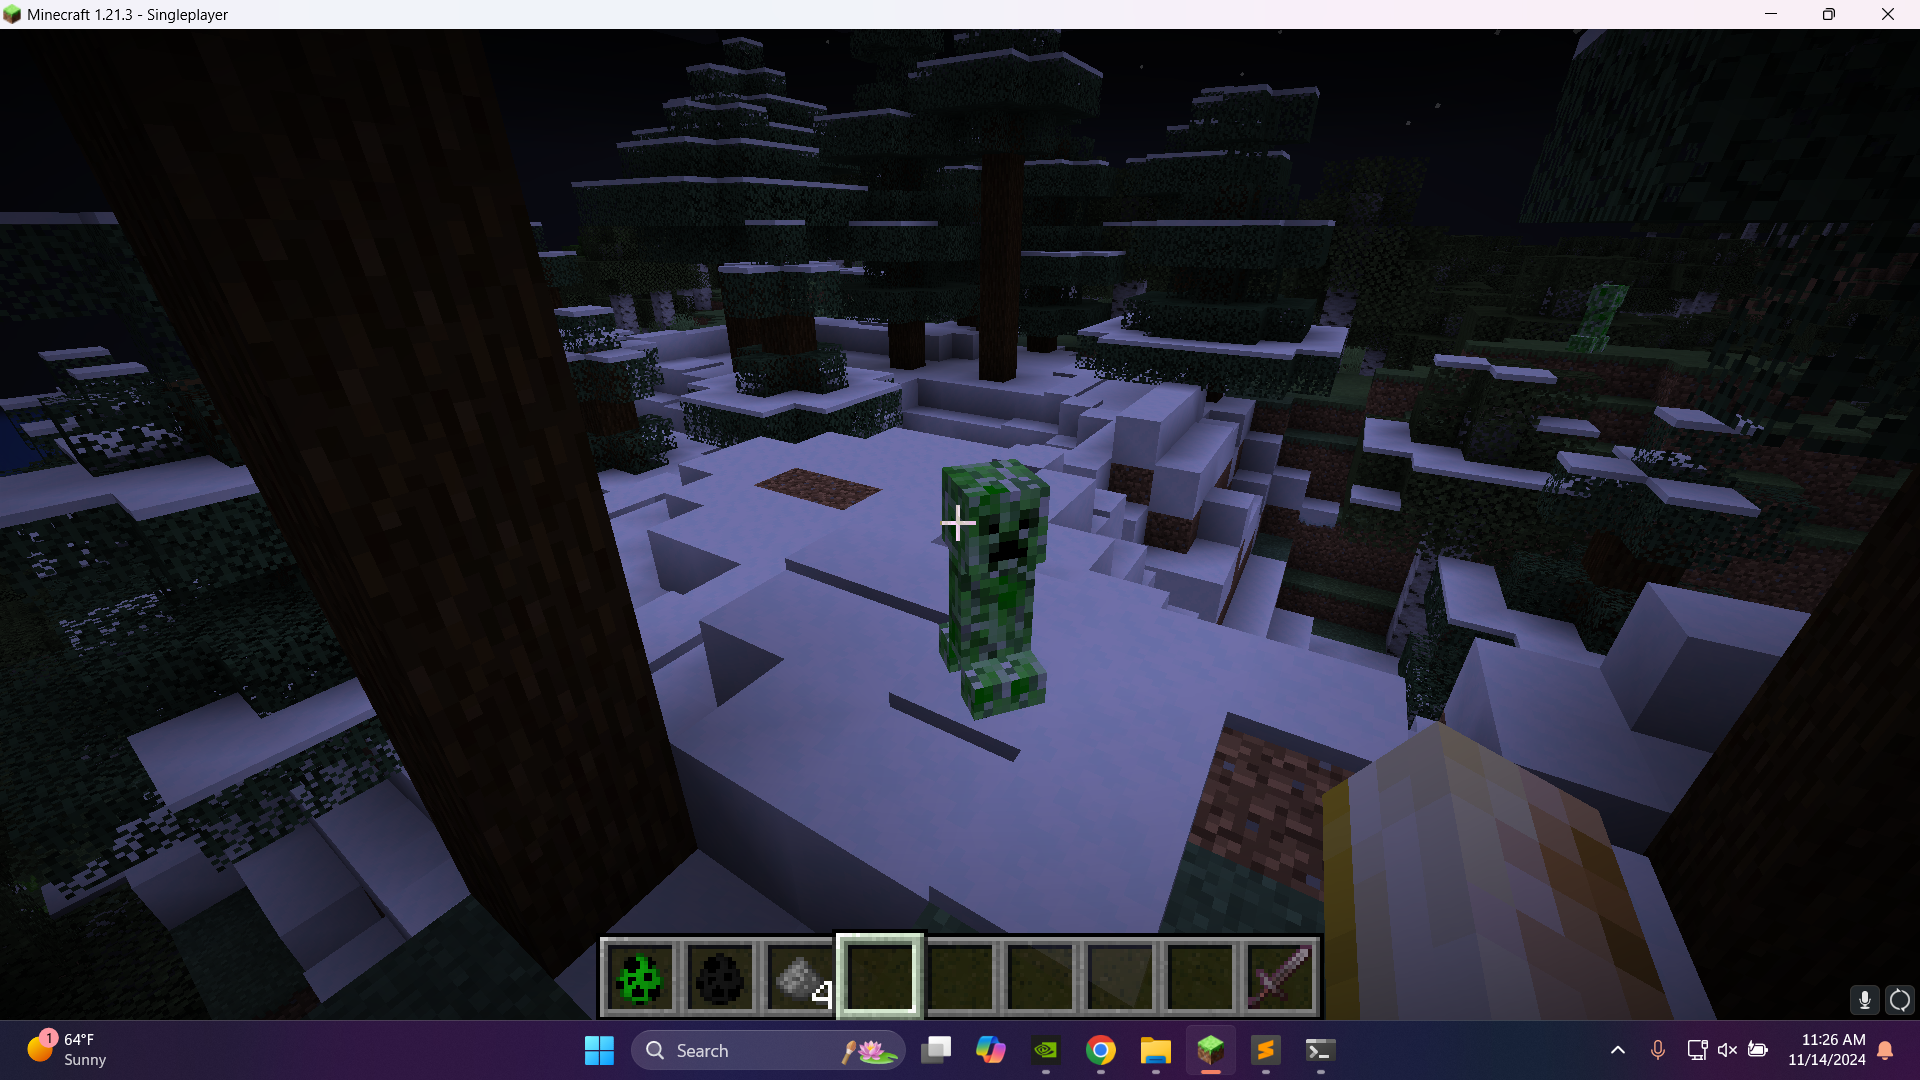 Minecraft 1.21.3 - Singleplayer
4
1
64°F
Sunny
Search
11:26 AM
11/14/2024